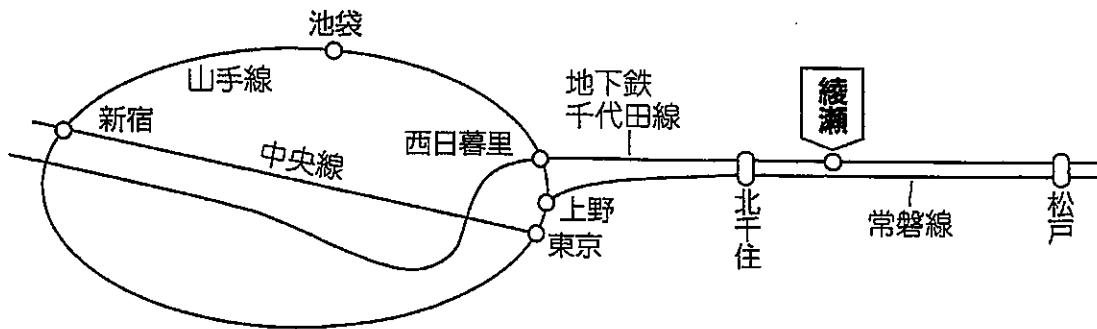 池袋
山手線
新宿
中央線
西日暮里
上野
東京
地下鉄
千代田線
綾瀬
北千住
常磐線
松戸